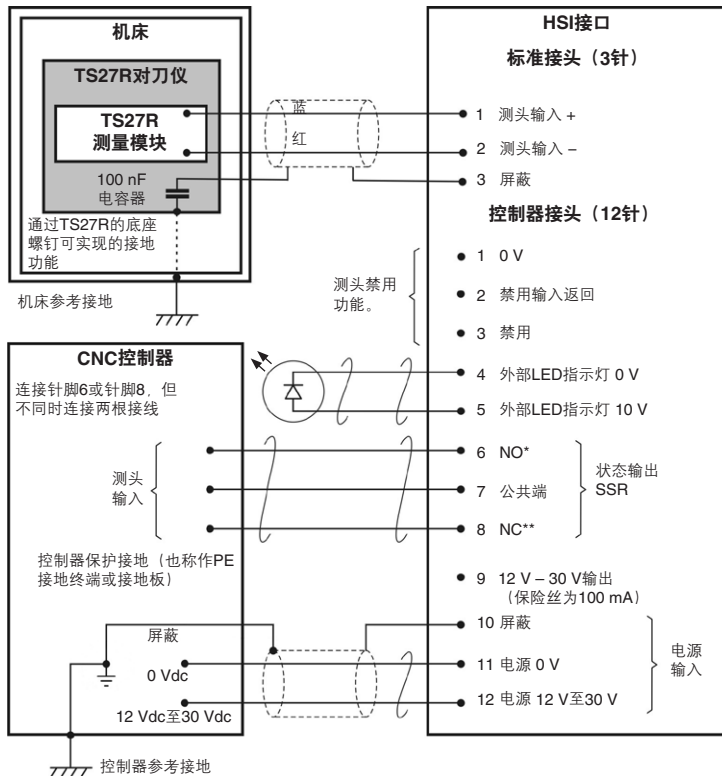 机床
TS27R对刀仪
TS27R
测量模块
100 nF
电容器
通过TS27R的底座
螺钉可实现的接地
功能
机床参考接地
蓝
红
HSI接口
标准接头（3针）
1 测头输入 +
2 测头输入 –
3 屏蔽
控制器接头（12针）
测头禁用
功能。
1 0 V
2 禁用输入返回
3 禁用
4 外部LED指示灯 0 V
5 外部LED指示灯 10 V
6 NO*
7 公共端
8 NC**
状态输出
SSR
9 12 V – 30 V输出
（保险丝为100 mA）
10 屏蔽
11 电源 0 V
12 电源 12 V至30 V
电源
输入
CNC控制器
连接针脚6或针脚8，但
不同时连接两根接线
测头
输入
控制器保护接地（也称作PE
接地终端或接地板）
屏蔽
0 Vdc
12 Vdc至30 Vdc
控制器参考接地